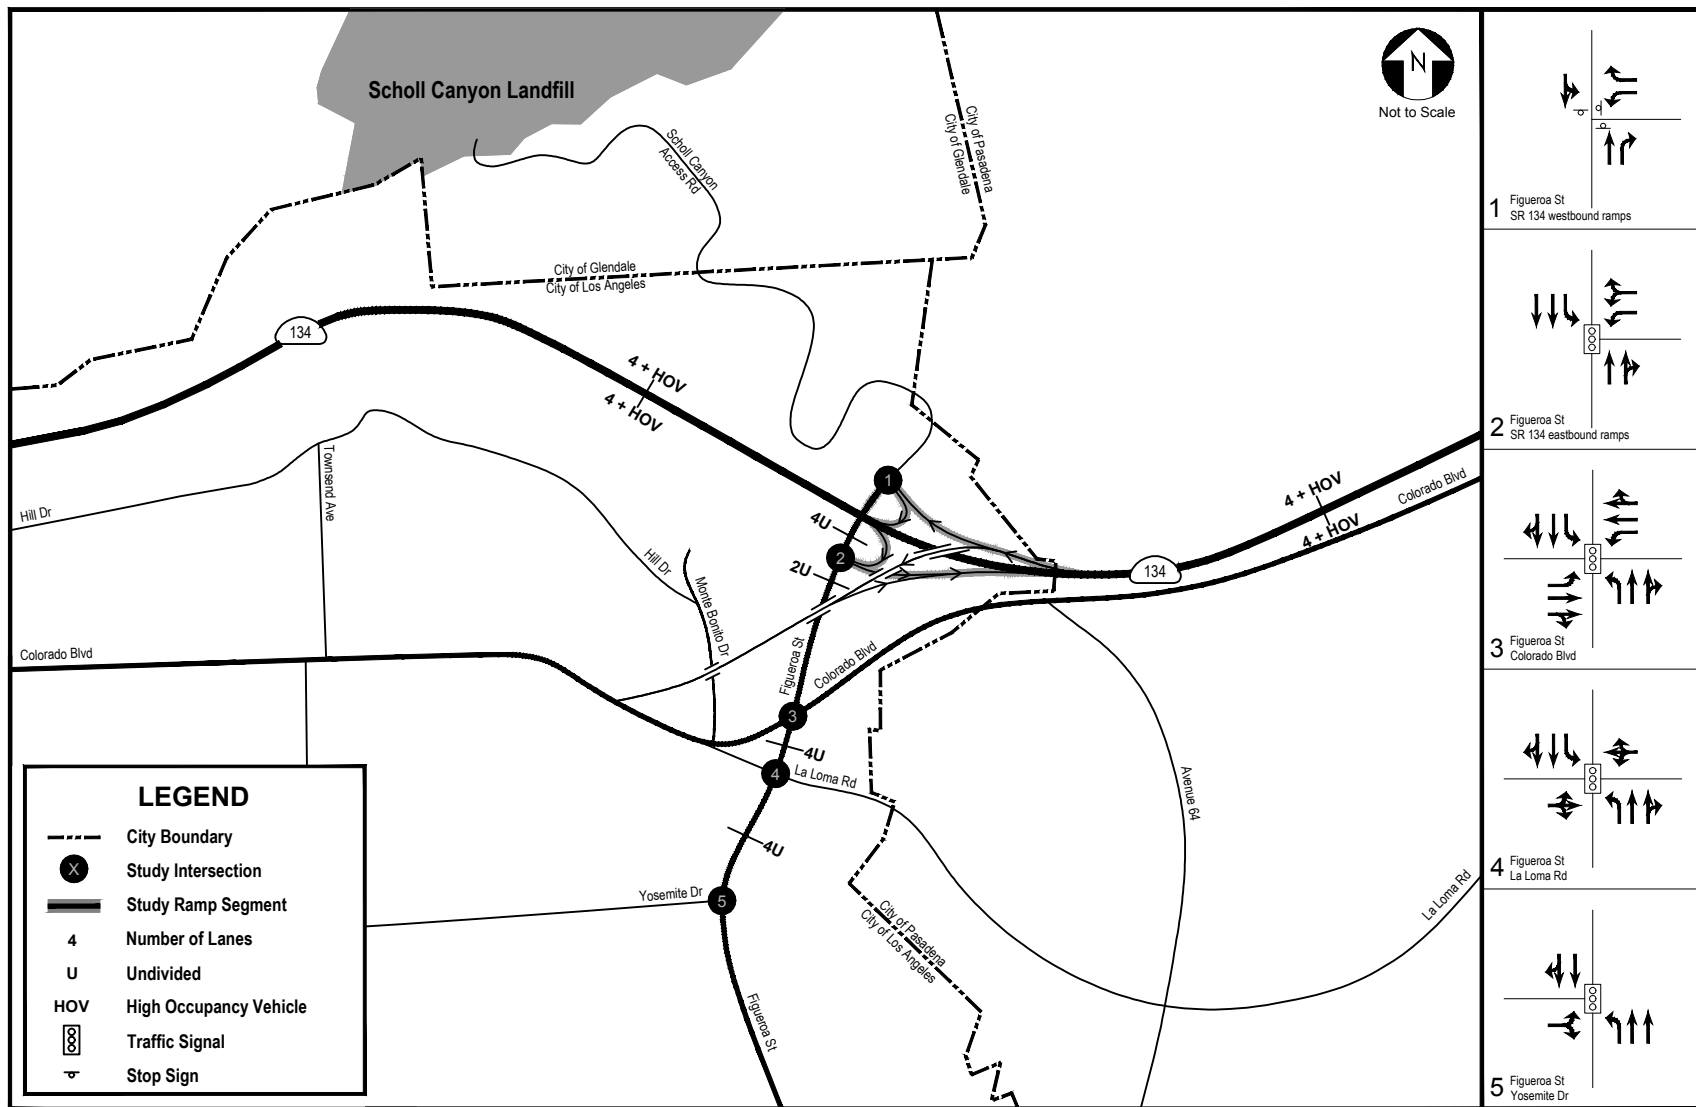 Scholl Canyon Landfill
N
Not to Scale
Scholl Canyon
Access Rd
City of Pasadena
City of Glendale
City of Glendale
City of Los Angeles
134
4 + HOV
4 + HOV
1
4U
2
2U
134
4 + HOV
4 + HOV
Colorado Blvd
Hill Dr
Townsend Ave
Hill Dr
Monte Bonito Dr
Colorado Blvd
Figueroa St
Colorado Blvd
3
4U
4
La Loma Rd
Avenue 64
4U
Yosemite Dr
5
La Loma Rd
City of Pasadena
City of Los Angeles
Figueroa St
LEGEND
City Boundary
X
Study Intersection
Study Ramp Segment
4
Number of Lanes
U
Undivided
HOV
High Occupancy Vehicle
Traffic Signal
Stop Sign
1 Figueroa St
SR 134 westbound ramps
2 Figueroa St
SR 134 eastbound ramps
3 Figueroa St
Colorado Blvd
4 Figueroa St
La Loma Rd
5 Figueroa St
Yosemite Dr